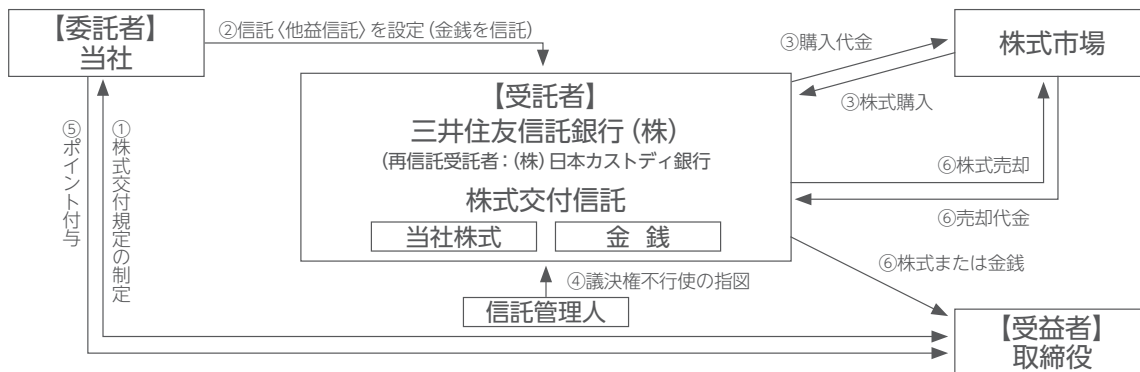 【委託者】
当社
②信託〈他益信託〉を設定（金銭を信託）
③購入代金
③株式購入
株式市場
【受託者】
三井住友信託銀行（株）
（再信託受託者：（株）日本カストディ銀行
株式交付信託
当社株式
金 銭
⑤ポイント付与
①株式交付規定の制定
⑥株式売却
⑥売却代金
⑥株式または金銭
④議決権不行使の指図
信託管理人
【受益者】
取締役